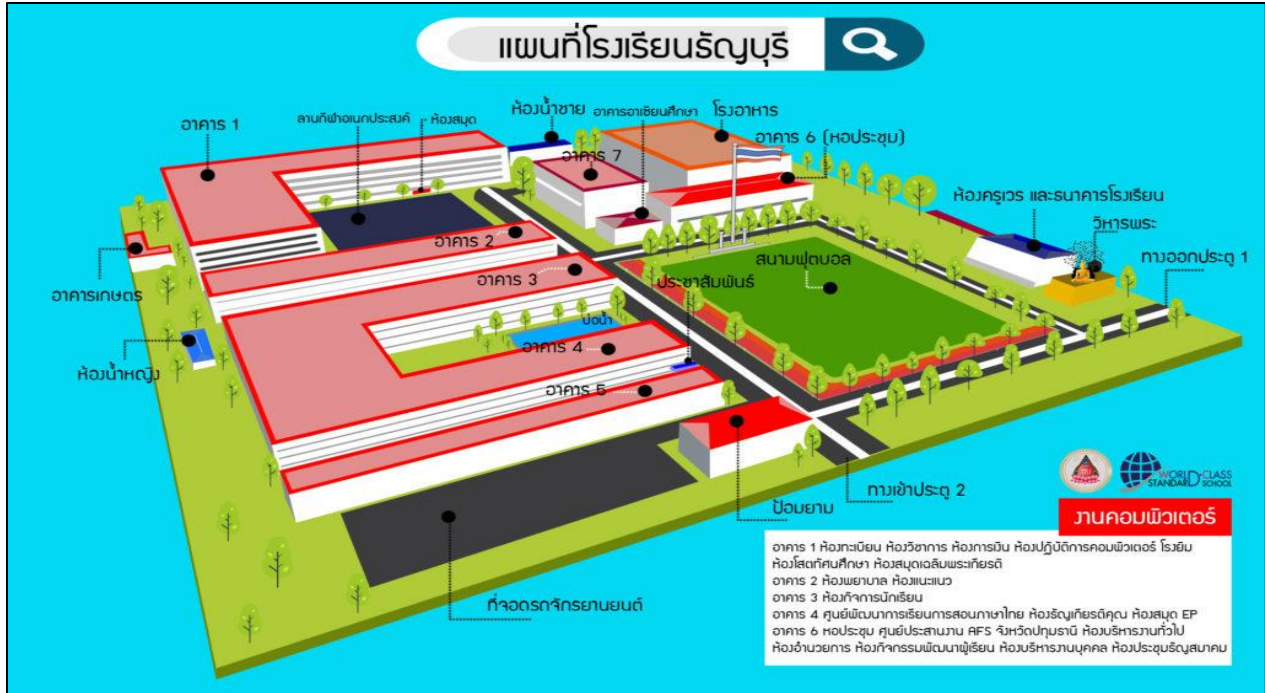 แผนที่โรงเรียนธัญบุรี
อาคาร 1
ลานกีฬาอเนกประสงค์
ห้องสมุด
ห้องน้ำชาย
อาคารอาเซียนศึกษา
โรงอาหาร
อาคาร 6 (หอประชุม)
อาคาร 7
ห้องครูเวร และธนาคารโรงเรียน
วิหารพระ
ทางออกประตู 1
อาคาร 2
อาคาร 3
ประชาสัมพันธ์
สนามฟุตบอล
อาคารเกษตร
บ่อน้ำ
อาคาร 4
ห้องน้ำหญิง
อาคาร 5
ทางเข้าประตู 2
ป้อมยาม
ที่จอดรถจักรยานยนต์
WORLD-CLASS
STANDARD SCHOOL
งานคอมพิวเตอร์
อาคาร 1 ห้องทะเบียน ห้องวิชาการ ห้องการเงิน ห้องปฏิบัติการคอมพิวเตอร์ โรงยิม
ห้องโสตทัศนศึกษา ห้องสมุดเฉลิมพระเกียรติ
อาคาร 2 ห้องพยาบาล ห้องแนะแนว
อาคาร 3 ห้องกิจการนักเรียน
อาคาร 4 ศูนย์พัฒนาการเรียนการสอนภาษาไทย ห้องธัญเกียรติคุณ ห้องสมุด EP
อาคาร 6 หอประชุม ศูนย์ประสานงาน AFS จังหวัดปทุมธานี ห้องบริหารงานทั่วไป
ห้องอำนวยการ ห้องกิจกรรมพัฒนาผู้เรียน ห้องบริหารงานบุคคล ห้องประชุมธัญสมาคม